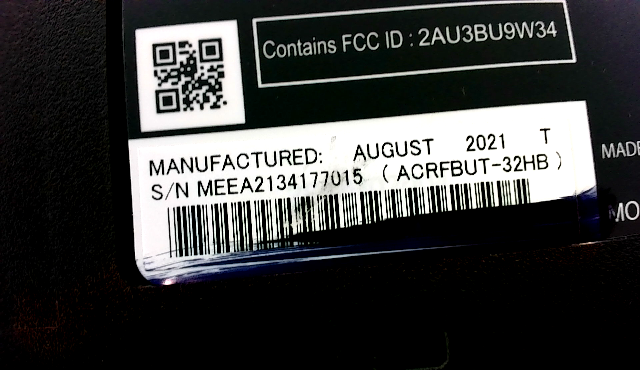 Contains FCC ID : 2AU3BU9W34
MANUFACTURED: AUGUST 2021 T
S/N MEEA2134177015 ( ACRFBUT-32HB )
MADE
MO